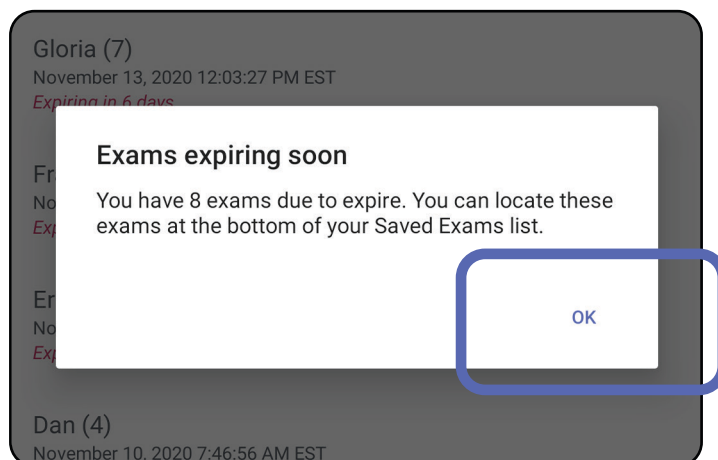 Gloria (7)
November 13, 2020 12:03:27 PM EST
Expiring in 6 days
Exams expiring soon
You have 8 exams due to expire. You can locate these
exams at the bottom of your Saved Exams list.
OK
Dan (4)
November 10, 2020 7:46:56 AM EST